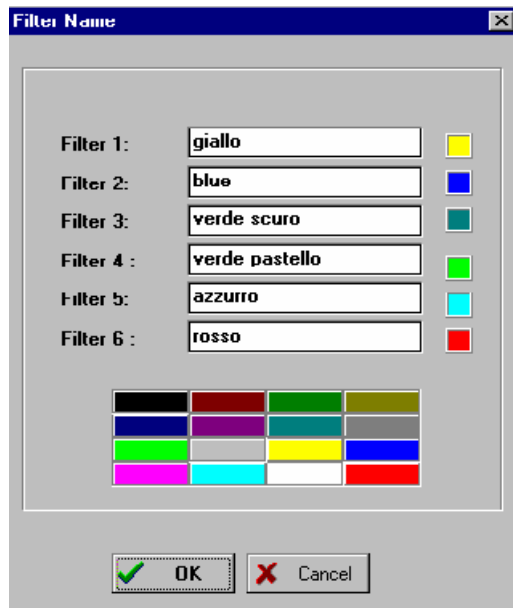 Filter Name
Filter 1: giallo
Filter 2: blue
Filter 3: verde scuro
Filter 4 : verde pastello
Filter 5: azzurro
Filter 6 : rosso
OK Cancel